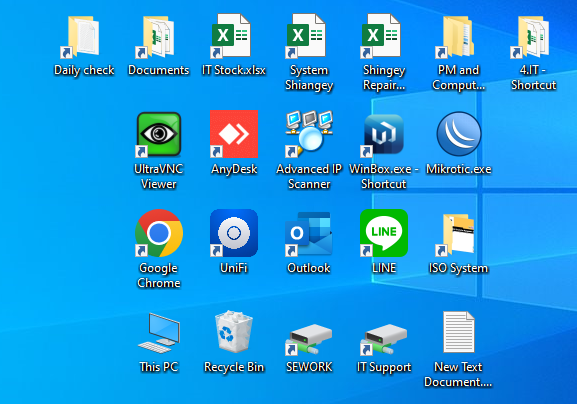 Daily check
Documents
IT Stock.xlsx
System
Shiangey
Shingey
Repair...
PM and
Comput...
4.IT -
Shortcut
UltraVNC
Viewer
AnyDesk
Advanced IP
Scanner
WinBox.exe -
Shortcut
Mikrotic.exe
Google
Chrome
UniFi
Outlook
LINE
LINE
ISO System
This PC
Recycle Bin
SEWORK
IT Support
New Text
Document....